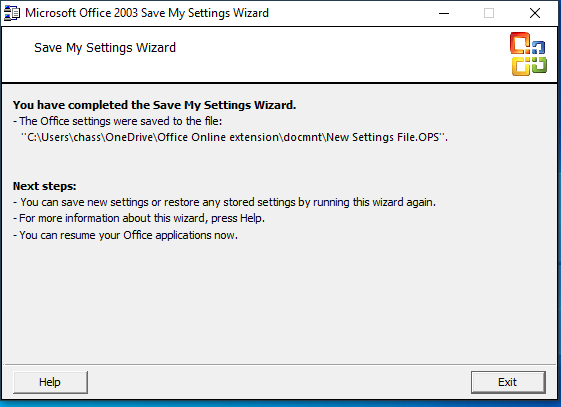 Microsoft Office 2003 Save My Settings Wizard
Save My Settings Wizard
You have completed the Save My Settings Wizard.
- The Office settings were saved to the file:
"C:\Users\chass\OneDrive\Office Online extension\docmnt\New Settings File.OPS".
Next steps:
- You can save new settings or restore any stored settings by running this wizard again.
- For more information about this wizard, press Help.
- You can resume your Office applications now.
Help
Exit